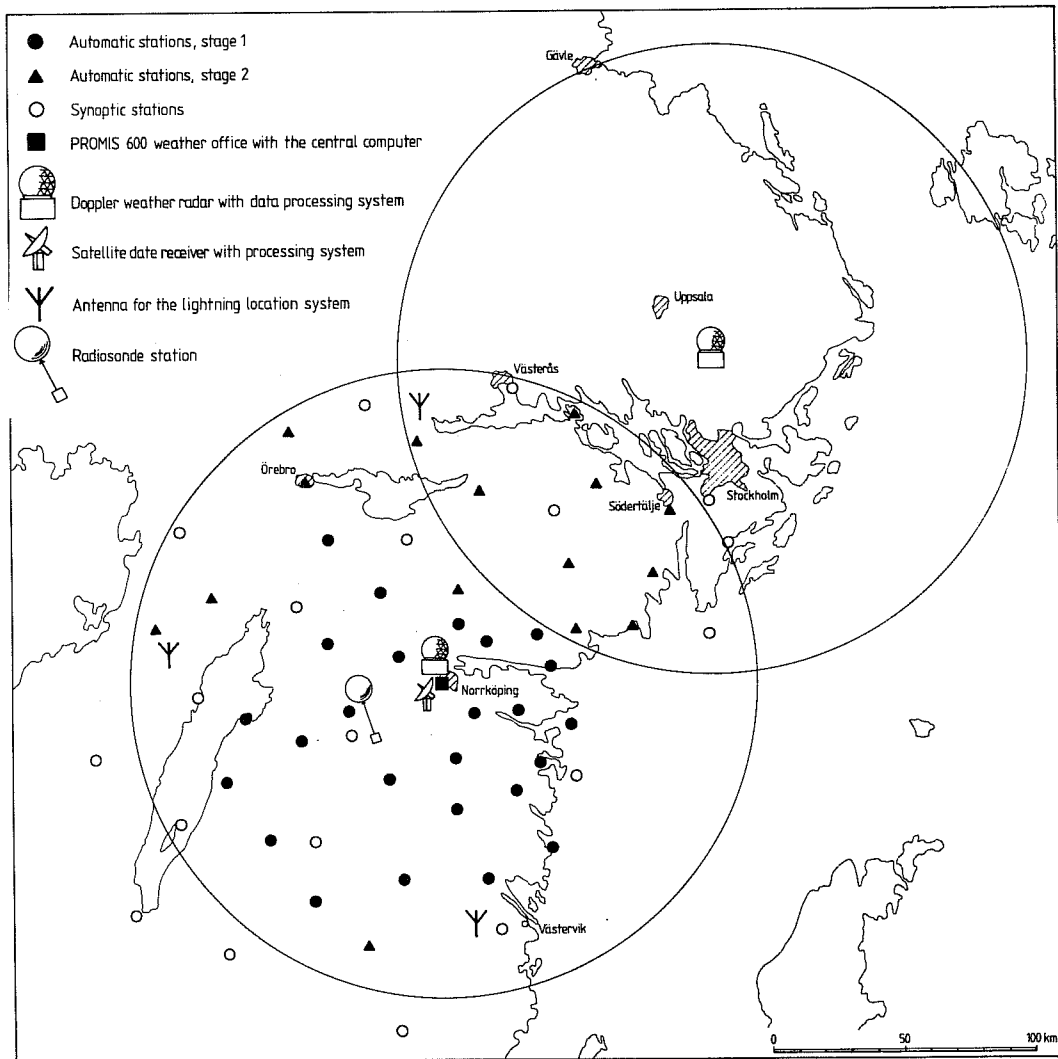 Automatic stations, stage 1
Automatic stations, stage 2
Synoptic stations
PROMIS 600 weather office with the central computer
Doppler weather radar with data processing system
Satellite date receiver with processing system
Antenna for the lightning location system
Radiosonde station
Gävle
Uppsala
Västerås
Örebro
Stockholm
Södertälje
Norrköping
Västervik
0 50 100 km